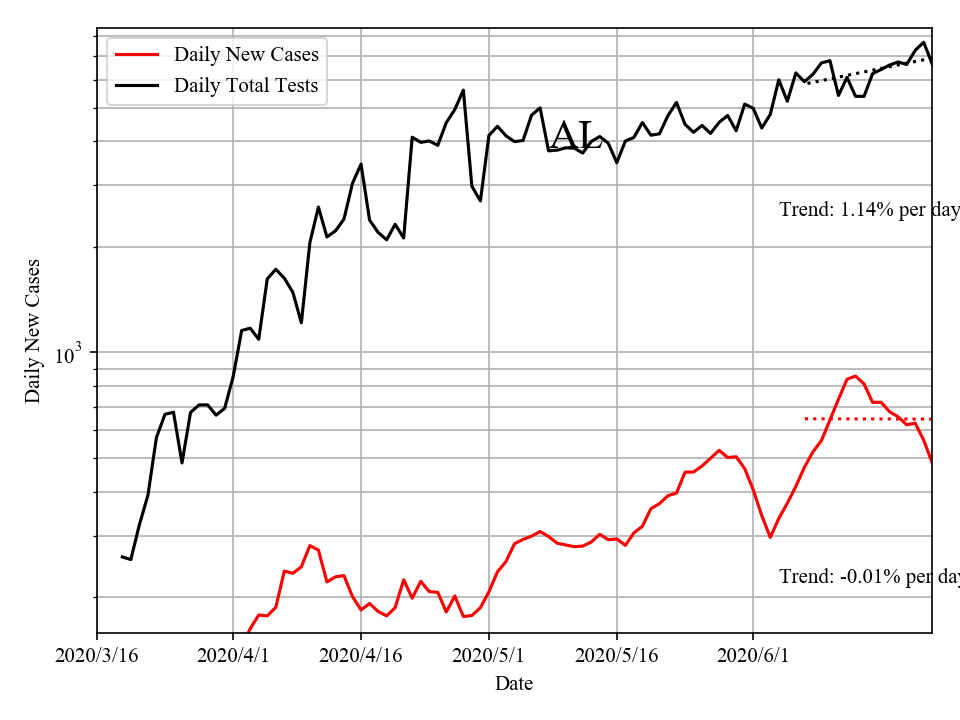 Daily New Cases
Daily Total Tests
AL
Trend: 1.14% per day
Daily New Cases
10^3
Trend: -0.01% per day
2020/3/16 2020/4/1 2020/4/16 2020/5/1 2020/5/16 2020/6/1
Date